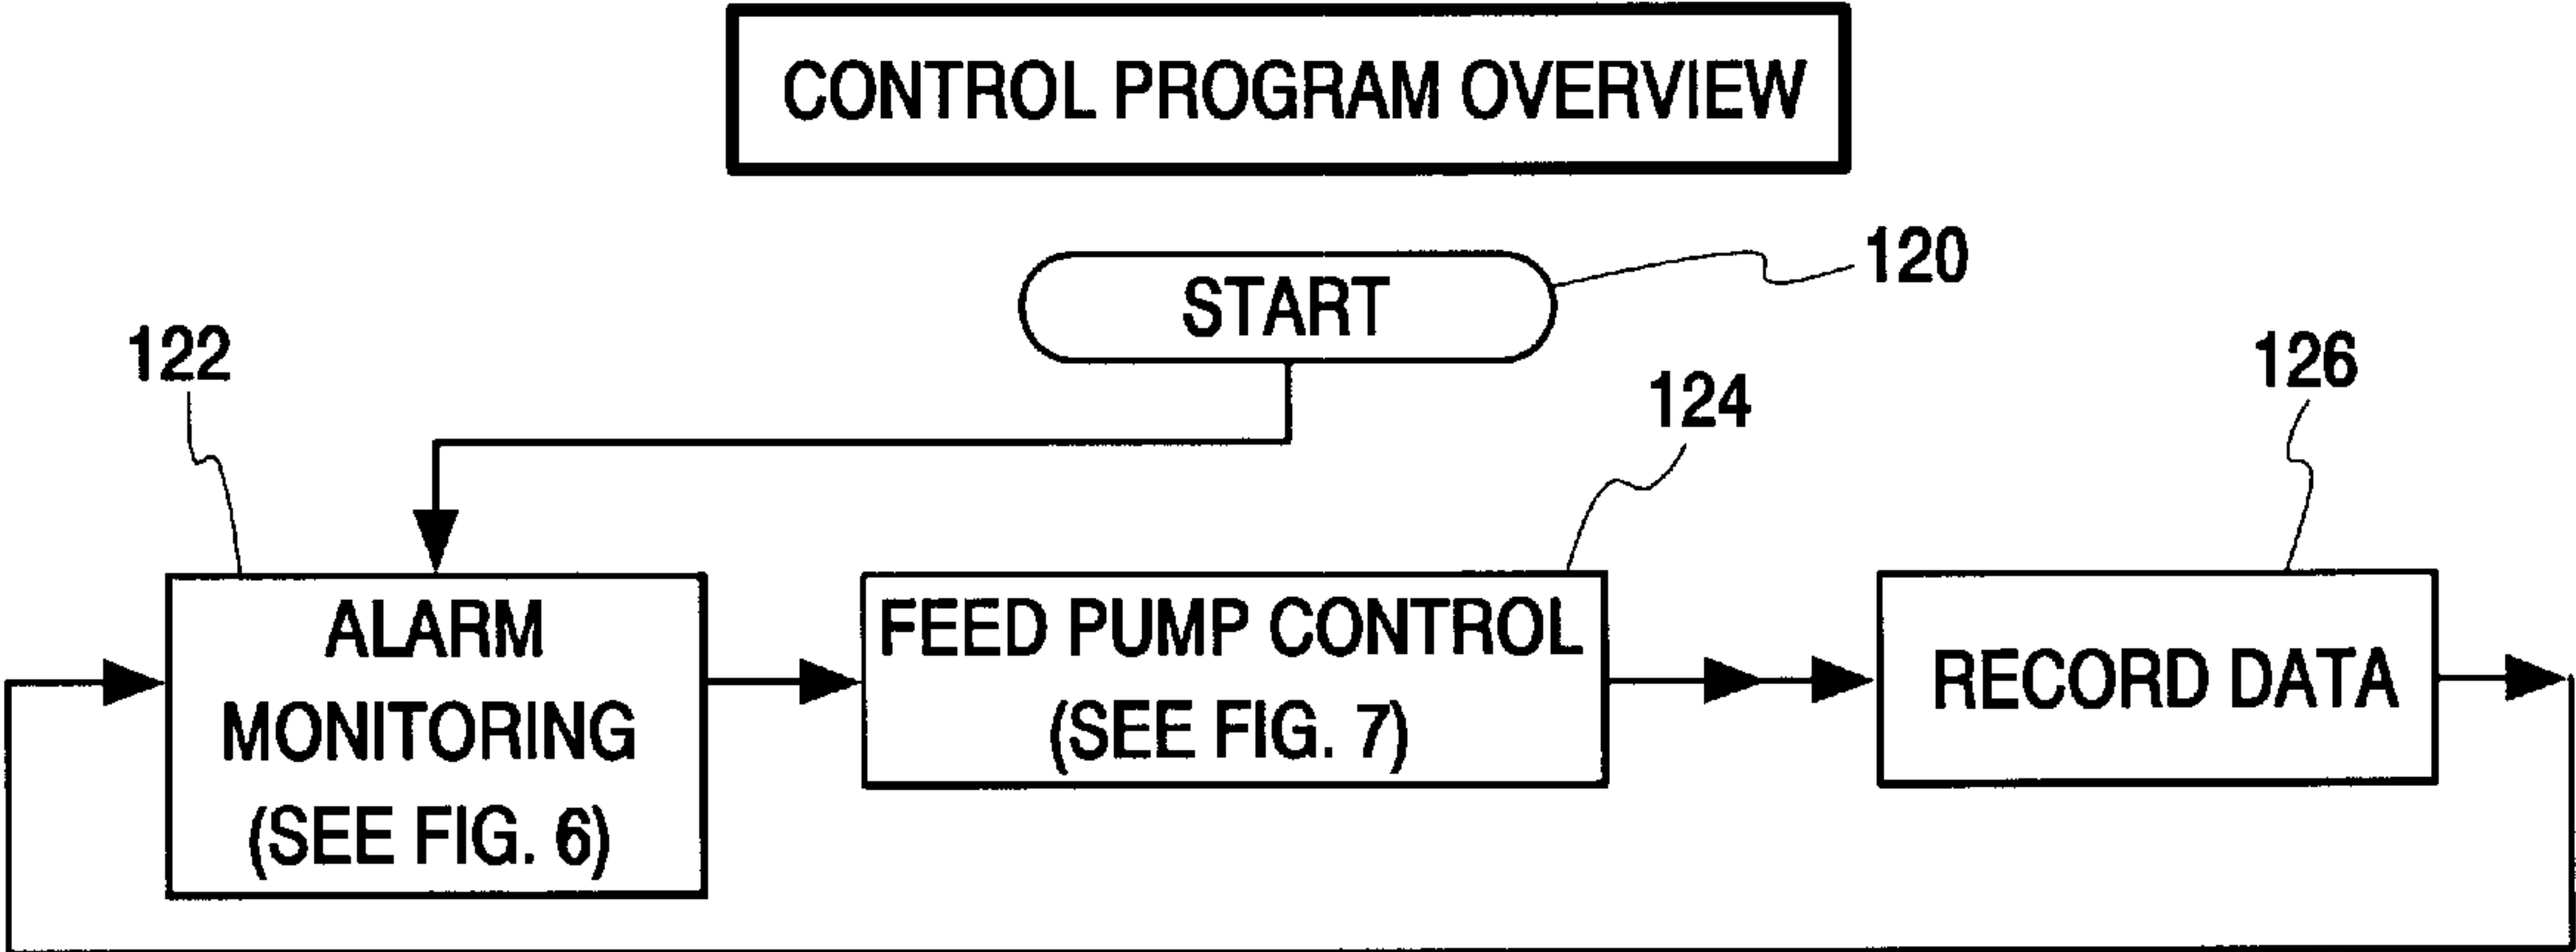 CONTROL PROGRAM OVERVIEW
START
120
122
124
126
ALARM
MONITORING
(SEE FIG. 6)
FEED PUMP CONTROL
(SEE FIG. 7)
RECORD DATA